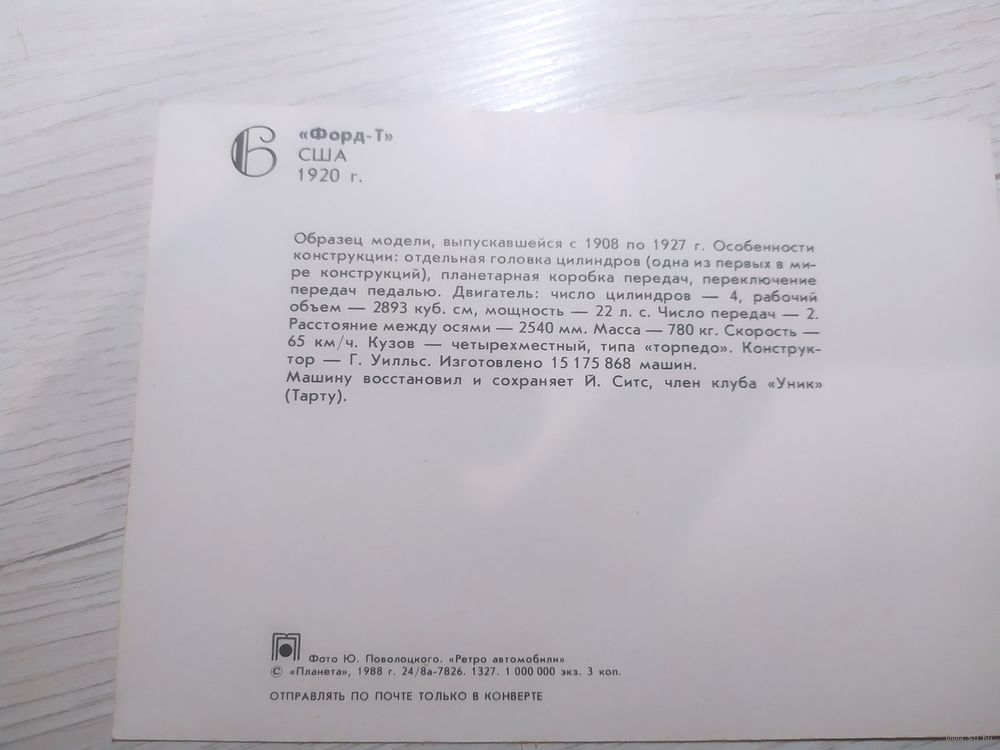 6
«Форд-Т»
США
1920 г.
Образец модели, выпускавшейся с 1908 по 1927 г. Особенности
конструкции: отдельная головка цилиндров (одна из первых в ми-
ре конструкций), планетарная коробка передач, переключение
передач педалью. Двигатель: число цилиндров — 4, рабочий
объем — 2893 куб. см, мощность — 22 л. с. Число передач — 2.
Расстояние между осями — 2540 мм. Масса — 780 кг. Скорость —
65 км/ч. Кузов — четырехместный, типа «торпедо». Конструк-
тор — Г. Уилльс. Изготовлено 15 175 868 машин.
Машину восстановил и сохраняет Й. Ситс, член клуба «Уник»
(Тарту).
Фото Ю. Поволоцкого. «Ретро автомобили»
© «Планета», 1988 г. 24/8а-7826. 1327. 1 000 000 экз. 3 коп.
ОТПРАВЛЯТЬ ПО ПОЧТЕ ТОЛЬКО В КОНВЕРТЕ